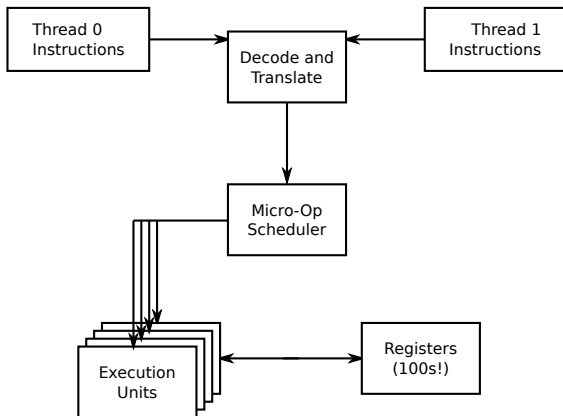 Thread 0
Instructions
Thread 1
Instructions
Decode and
Translate
Micro-Op
Scheduler
Execution
Units
Registers
(100s!)